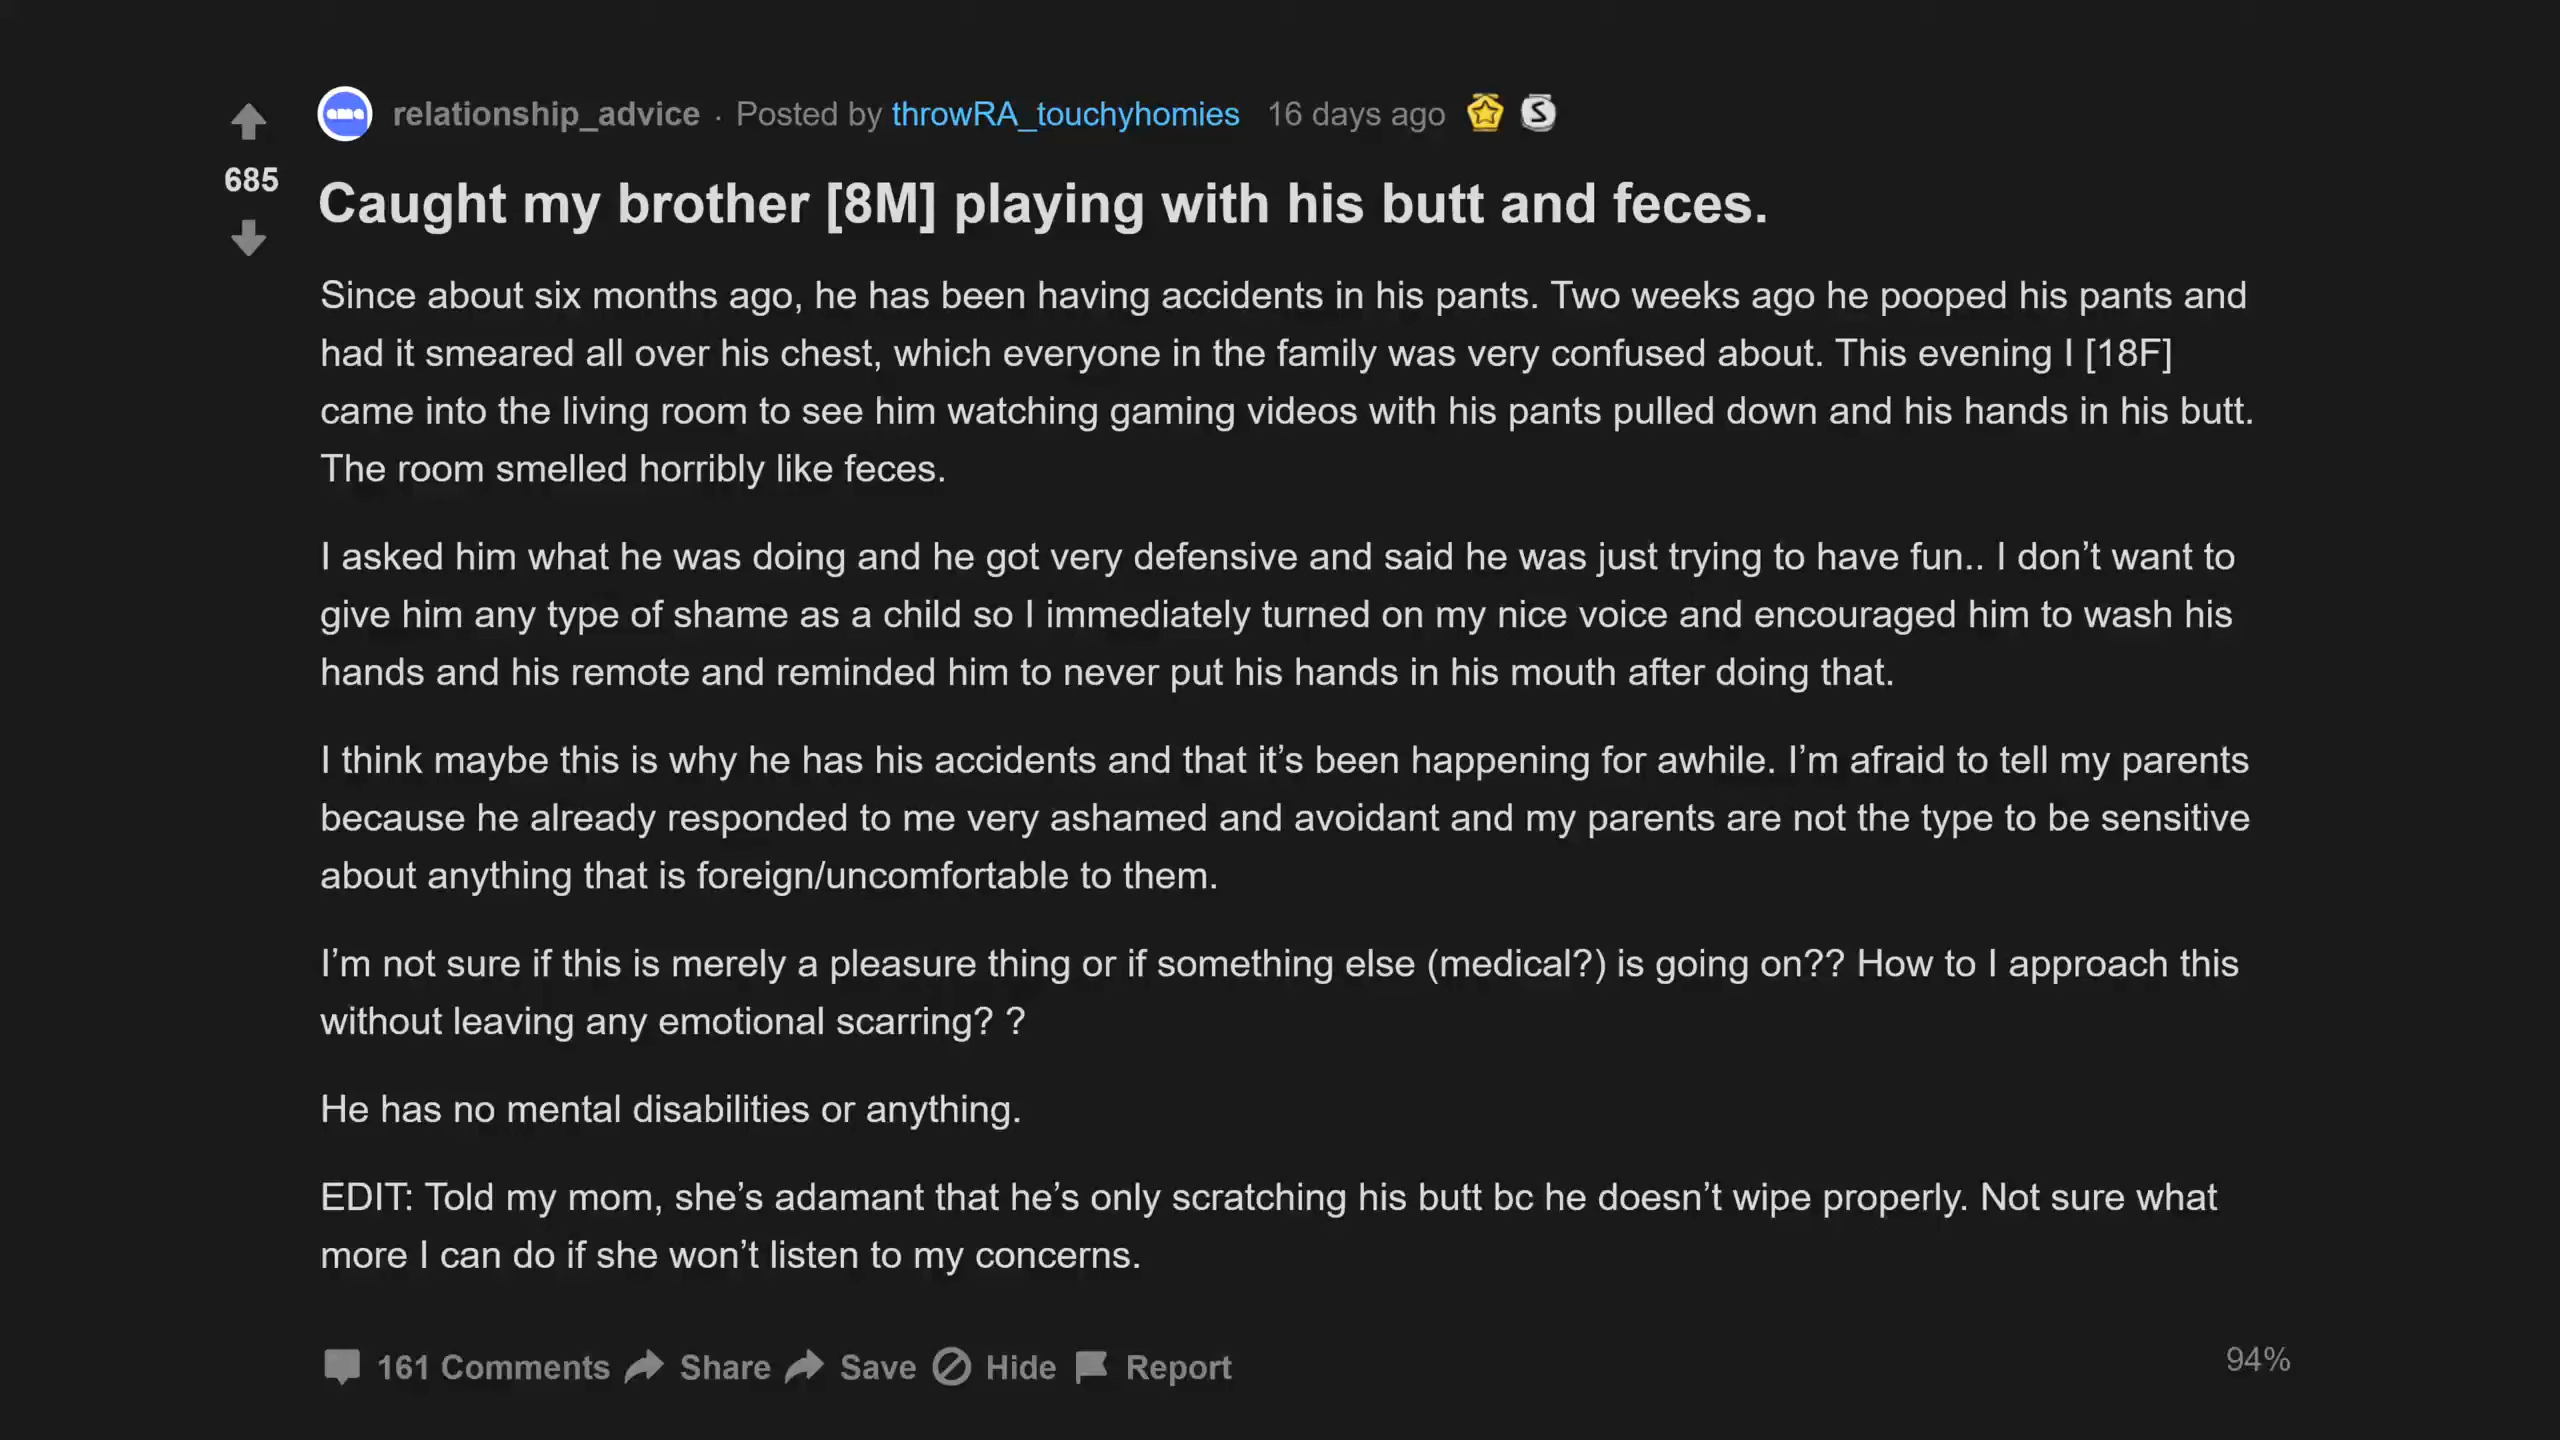 ama relationship_advice · Posted by throwRA_touchyhomies 16 days ago S
685
Caught my brother [8M] playing with his butt and feces.
Since about six months ago, he has been having accidents in his pants. Two weeks ago he pooped his pants and
had it smeared all over his chest, which everyone in the family was very confused about. This evening I [18F]
came into the living room to see him watching gaming videos with his pants pulled down and his hands in his butt.
The room smelled horribly like feces.
I asked him what he was doing and he got very defensive and said he was just trying to have fun.. I don’t want to
give him any type of shame as a child so I immediately turned on my nice voice and encouraged him to wash his
hands and his remote and reminded him to never put his hands in his mouth after doing that.
I think maybe this is why he has his accidents and that it’s been happening for awhile. I’m afraid to tell my parents
because he already responded to me very ashamed and avoidant and my parents are not the type to be sensitive
about anything that is foreign/uncomfortable to them.
I’m not sure if this is merely a pleasure thing or if something else (medical?) is going on?? How to I approach this
without leaving any emotional scarring? ?
He has no mental disabilities or anything.
EDIT: Told my mom, she’s adamant that he’s only scratching his butt bc he doesn’t wipe properly. Not sure what
more I can do if she won’t listen to my concerns.
161 Comments Share Save Hide Report
94%